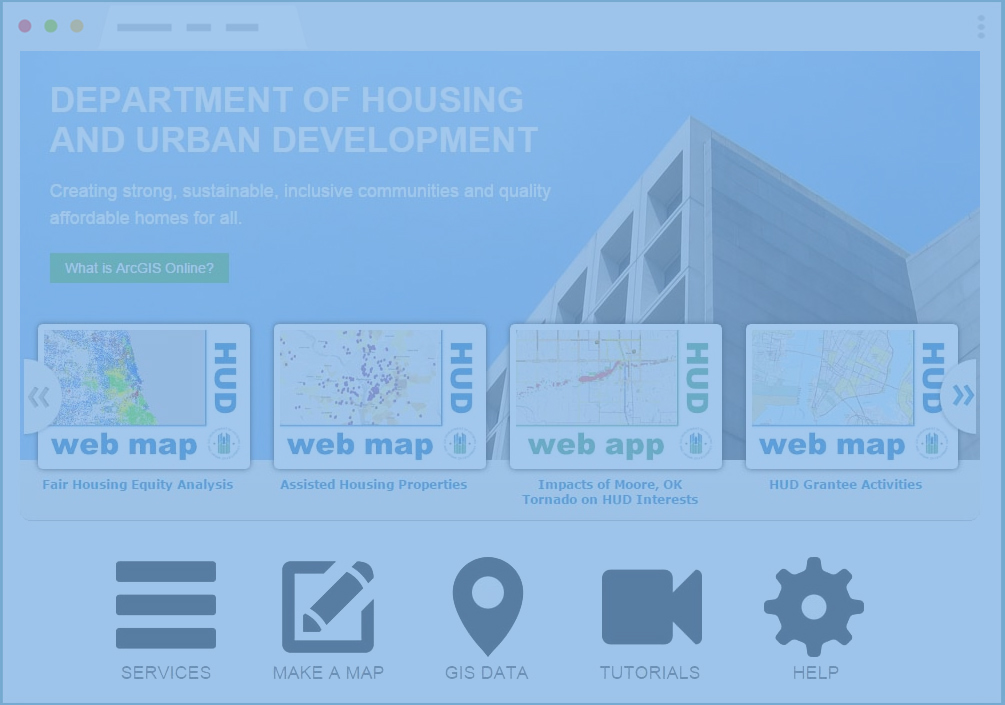 DEPARTMENT OF HOUSING
AND URBAN DEVELOPMENT
Creating strong, sustainable, inclusive communities and quality
affordable homes for all.
What is ArcGIS Online?
HUD
web map
Fair Housing Equity Analysis
HUD
web map
Assisted Housing Properties
HUD
web app
Impacts of Moore, OK
Tornado on HUD Interests
HUD
web map
HUD Grantee Activities
SERVICES
MAKE A MAP
GIS DATA
TUTORIALS
HELP